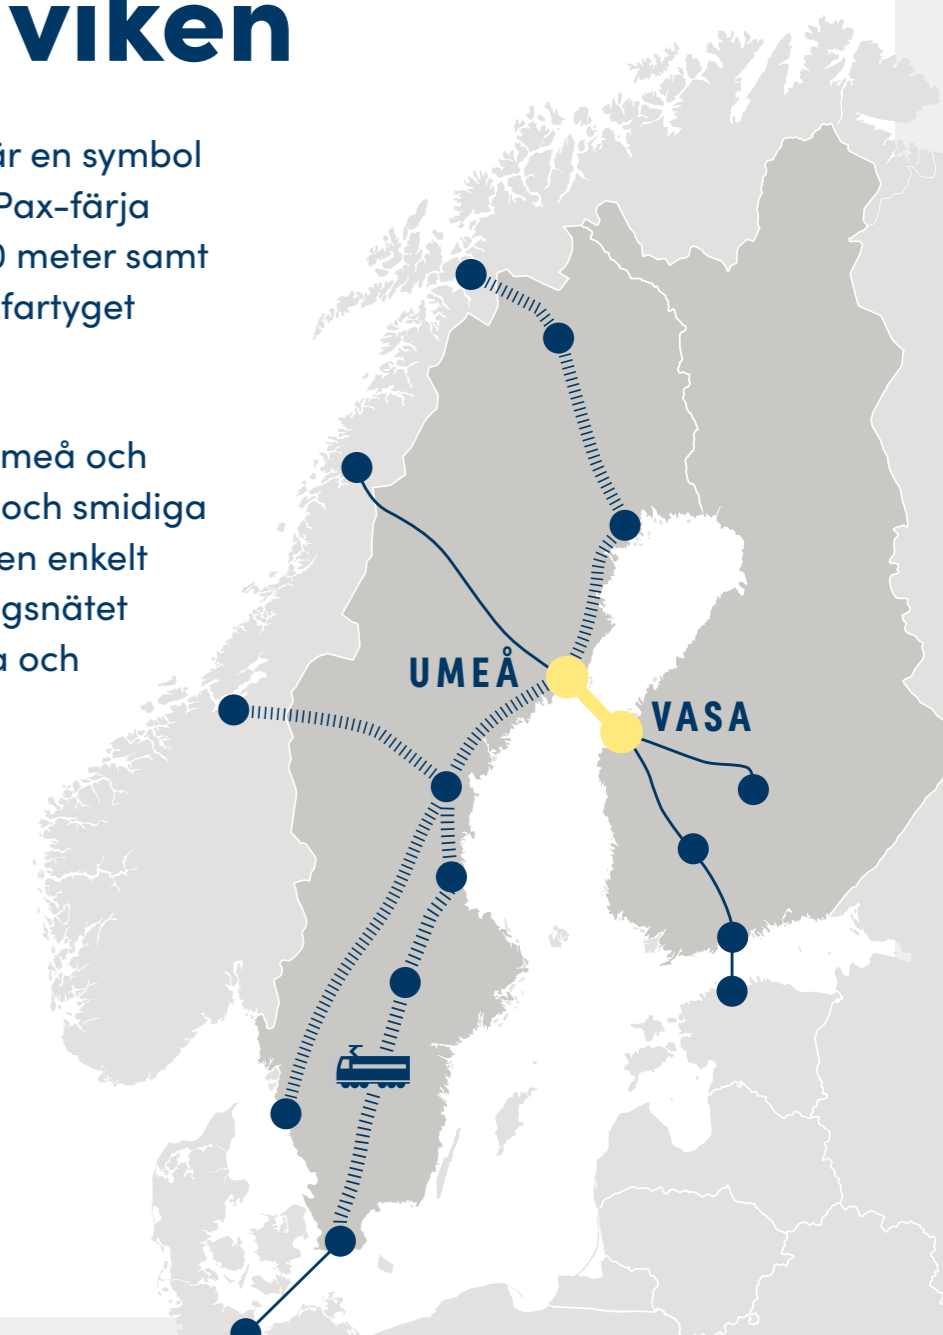 viken
är en symbol
Pax-färja
0 meter samt
fartyget
meå och
och smidiga
en enkelt
gsnätet
a och
UMEÅ
VASA